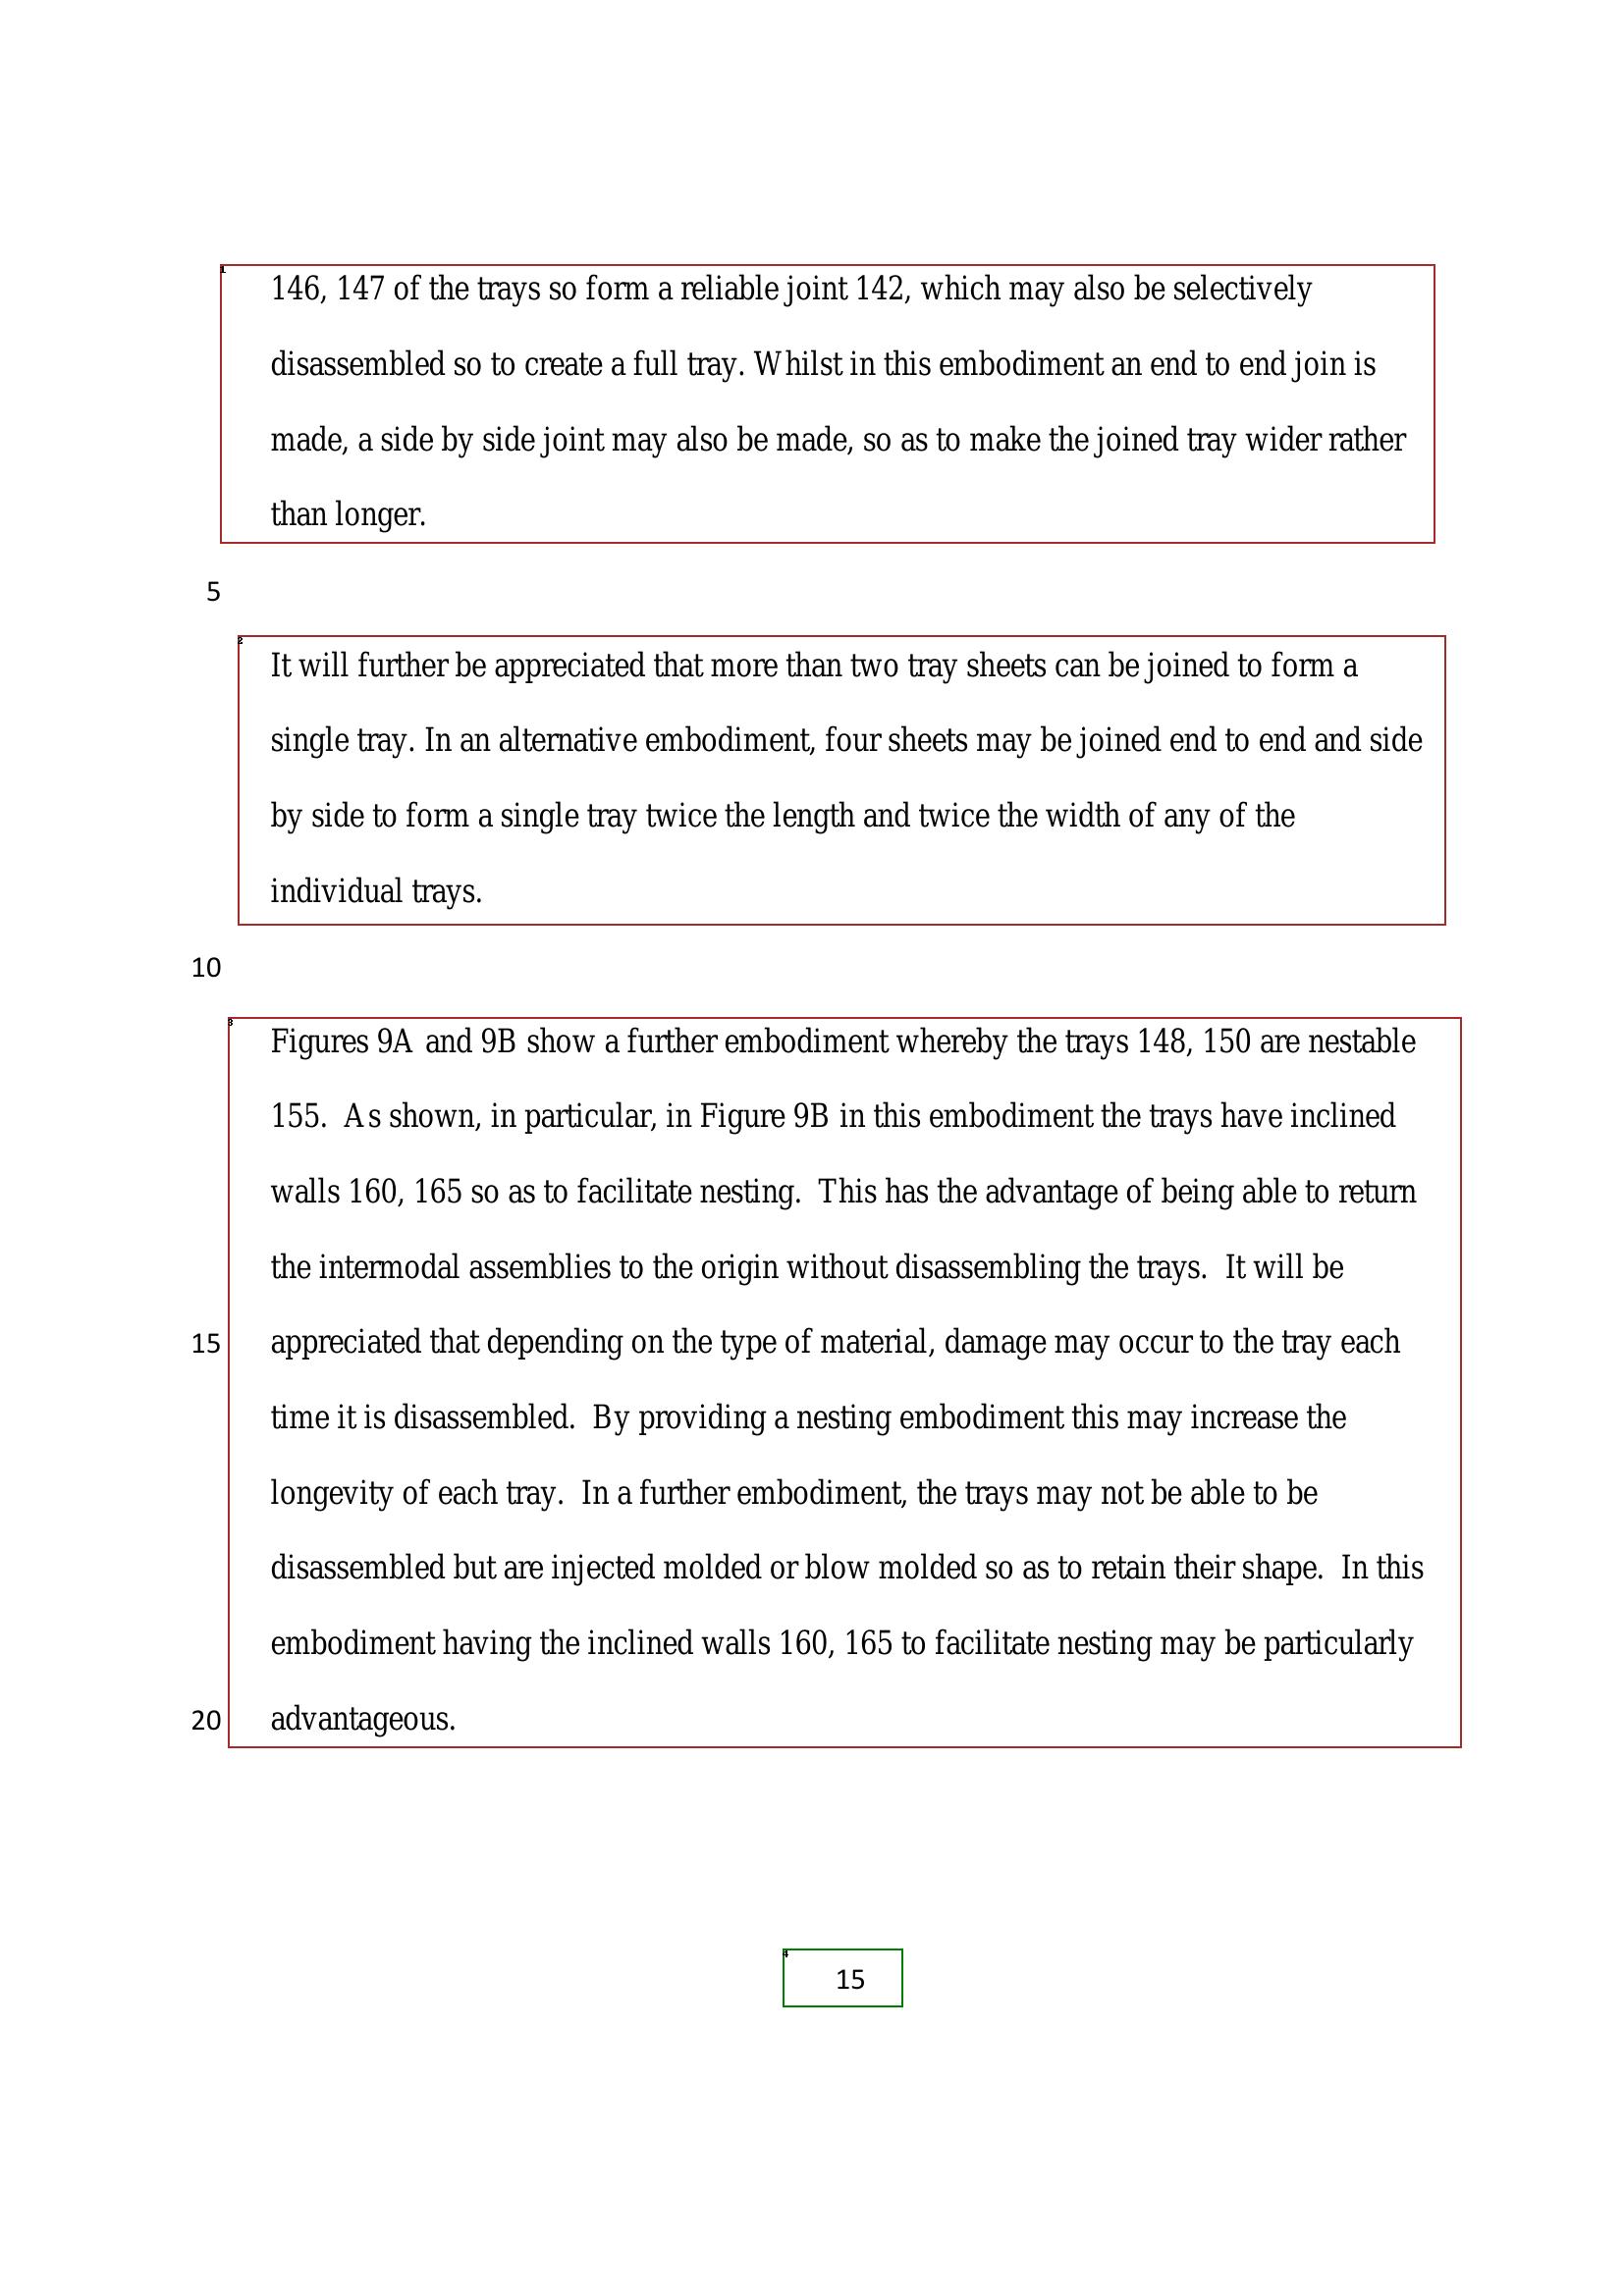 1
146, 147 of the trays so form a reliable joint 142, which may also be selectively
disassembled so to create a full tray. Whilst in this embodiment an end to end join is
made, a side by side joint may also be made, so as to make the joined tray wider rather
than longer.
5
2
It will further be appreciated that more than two tray sheets can be joined to form a
single tray. In an alternative embodiment, four sheets may be joined end to end and side
by side to form a single tray twice the length and twice the width of any of the
individual trays.
10
3
Figures 9A and 9B show a further embodiment whereby the trays 148, 150 are nestable
155. As shown, in particular, in Figure 9B in this embodiment the trays have inclined
walls 160, 165 so as to facilitate nesting. This has the advantage of being able to return
the intermodal assemblies to the origin without disassembling the trays. It will be
15 appreciated that depending on the type of material, damage may occur to the tray each
time it is disassembled. By providing a nesting embodiment this may increase the
longevity of each tray. In a further embodiment, the trays may not be able to be
disassembled but are injected molded or blow molded so as to retain their shape. In this
embodiment having the inclined walls 160, 165 to facilitate nesting may be particularly
20 advantageous.
4
15